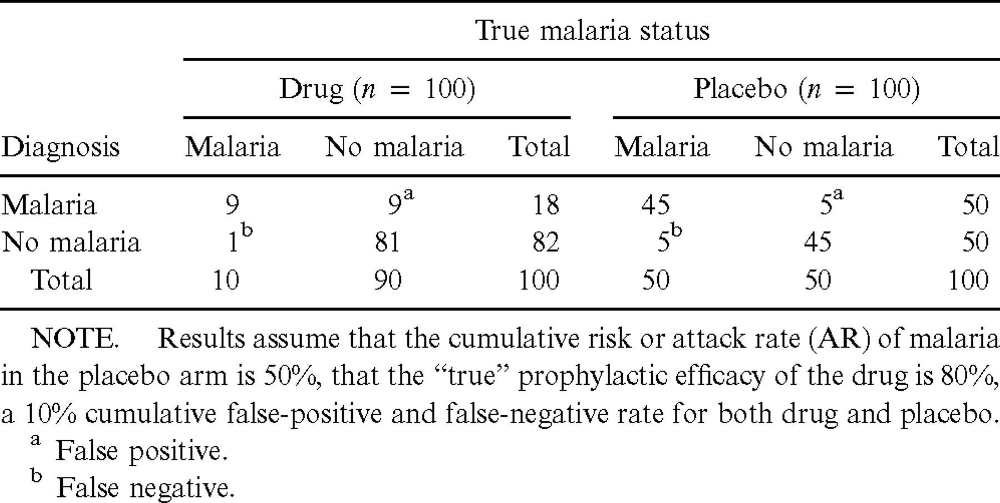 True malaria status
Drug (n = 100) Placebo (n = 100)
Diagnosis Malaria No malaria Total Malaria No malaria Total
Malaria 9 9a 18 45 5a 50
No malaria 1b 81 82 5b 45 50
Total 10 90 100 50 50 100
NOTE. Results assume that the cumulative risk or attack rate (AR) of malaria
in the placebo arm is 50%, that the “true” prophylactic efficacy of the drug is 80%,
a 10% cumulative false-positive and false-negative rate for both drug and placebo.
a False positive.
b False negative.